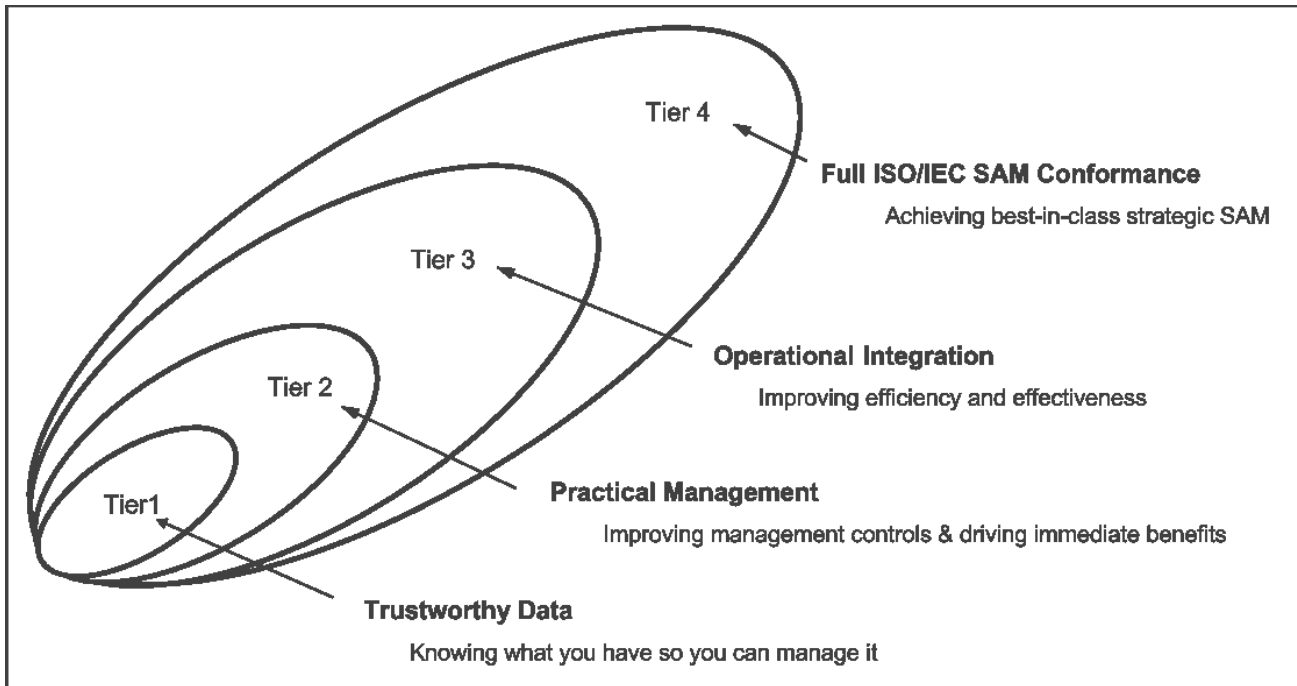 Tier 4
Full ISO/IEC SAM Conformance
Achieving best-in-class strategic SAM
Tier 3
Operational Integration
Improving efficiency and effectiveness
Tier 2
Practical Management
Improving management controls & driving immediate benefits
Tier1
Trustworthy Data
Knowing what you have so you can manage it